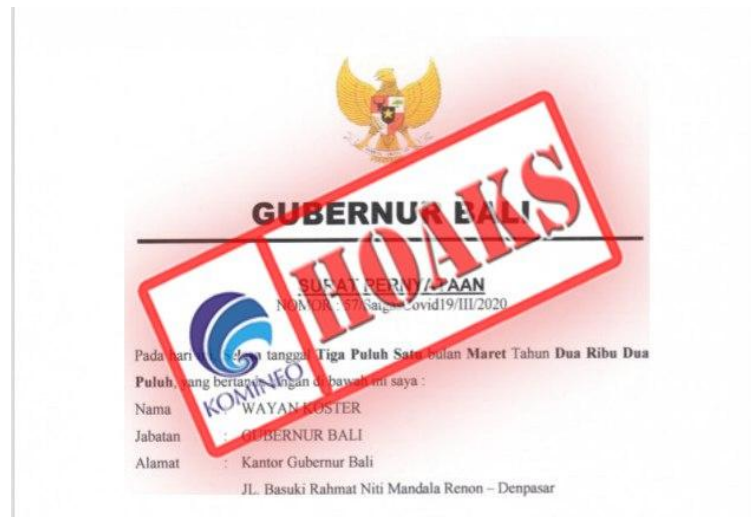 GUBERNUR BALI
HOAKS
SURAT PERNYATAAN
NOMOR : 57/Satgas Covid19/III/2020
KOMINFO
Pada hari ini, Selasa tanggal Tiga Puluh Satu bulan Maret Tahun Dua Ribu Dua
Puluh, yang bertanda tangan di bawah ini saya :
Nama : WAYAN KOSTER
Jabatan : GUBERNUR BALI
Alamat : Kantor Gubernur Bali
JL. Basuki Rahmat Niti Mandala Renon – Denpasar